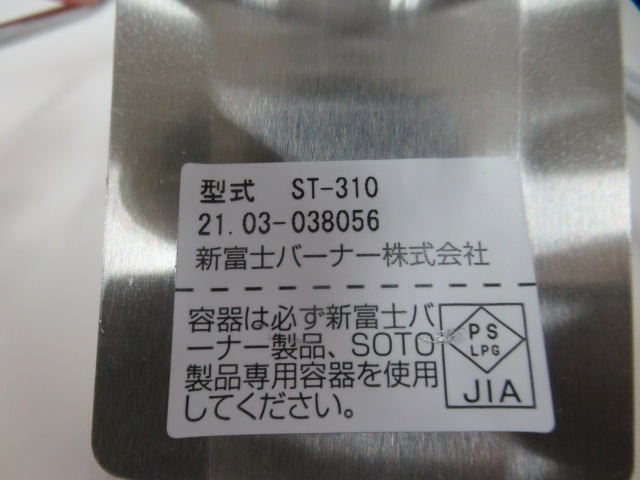 型式 ST-310
21.03-038056
新富士バーナー株式会社
容器は必ず新富士バ
ーナー製品、SOTO
製品専用容器を使用
してください。
PS
LPG
JIA